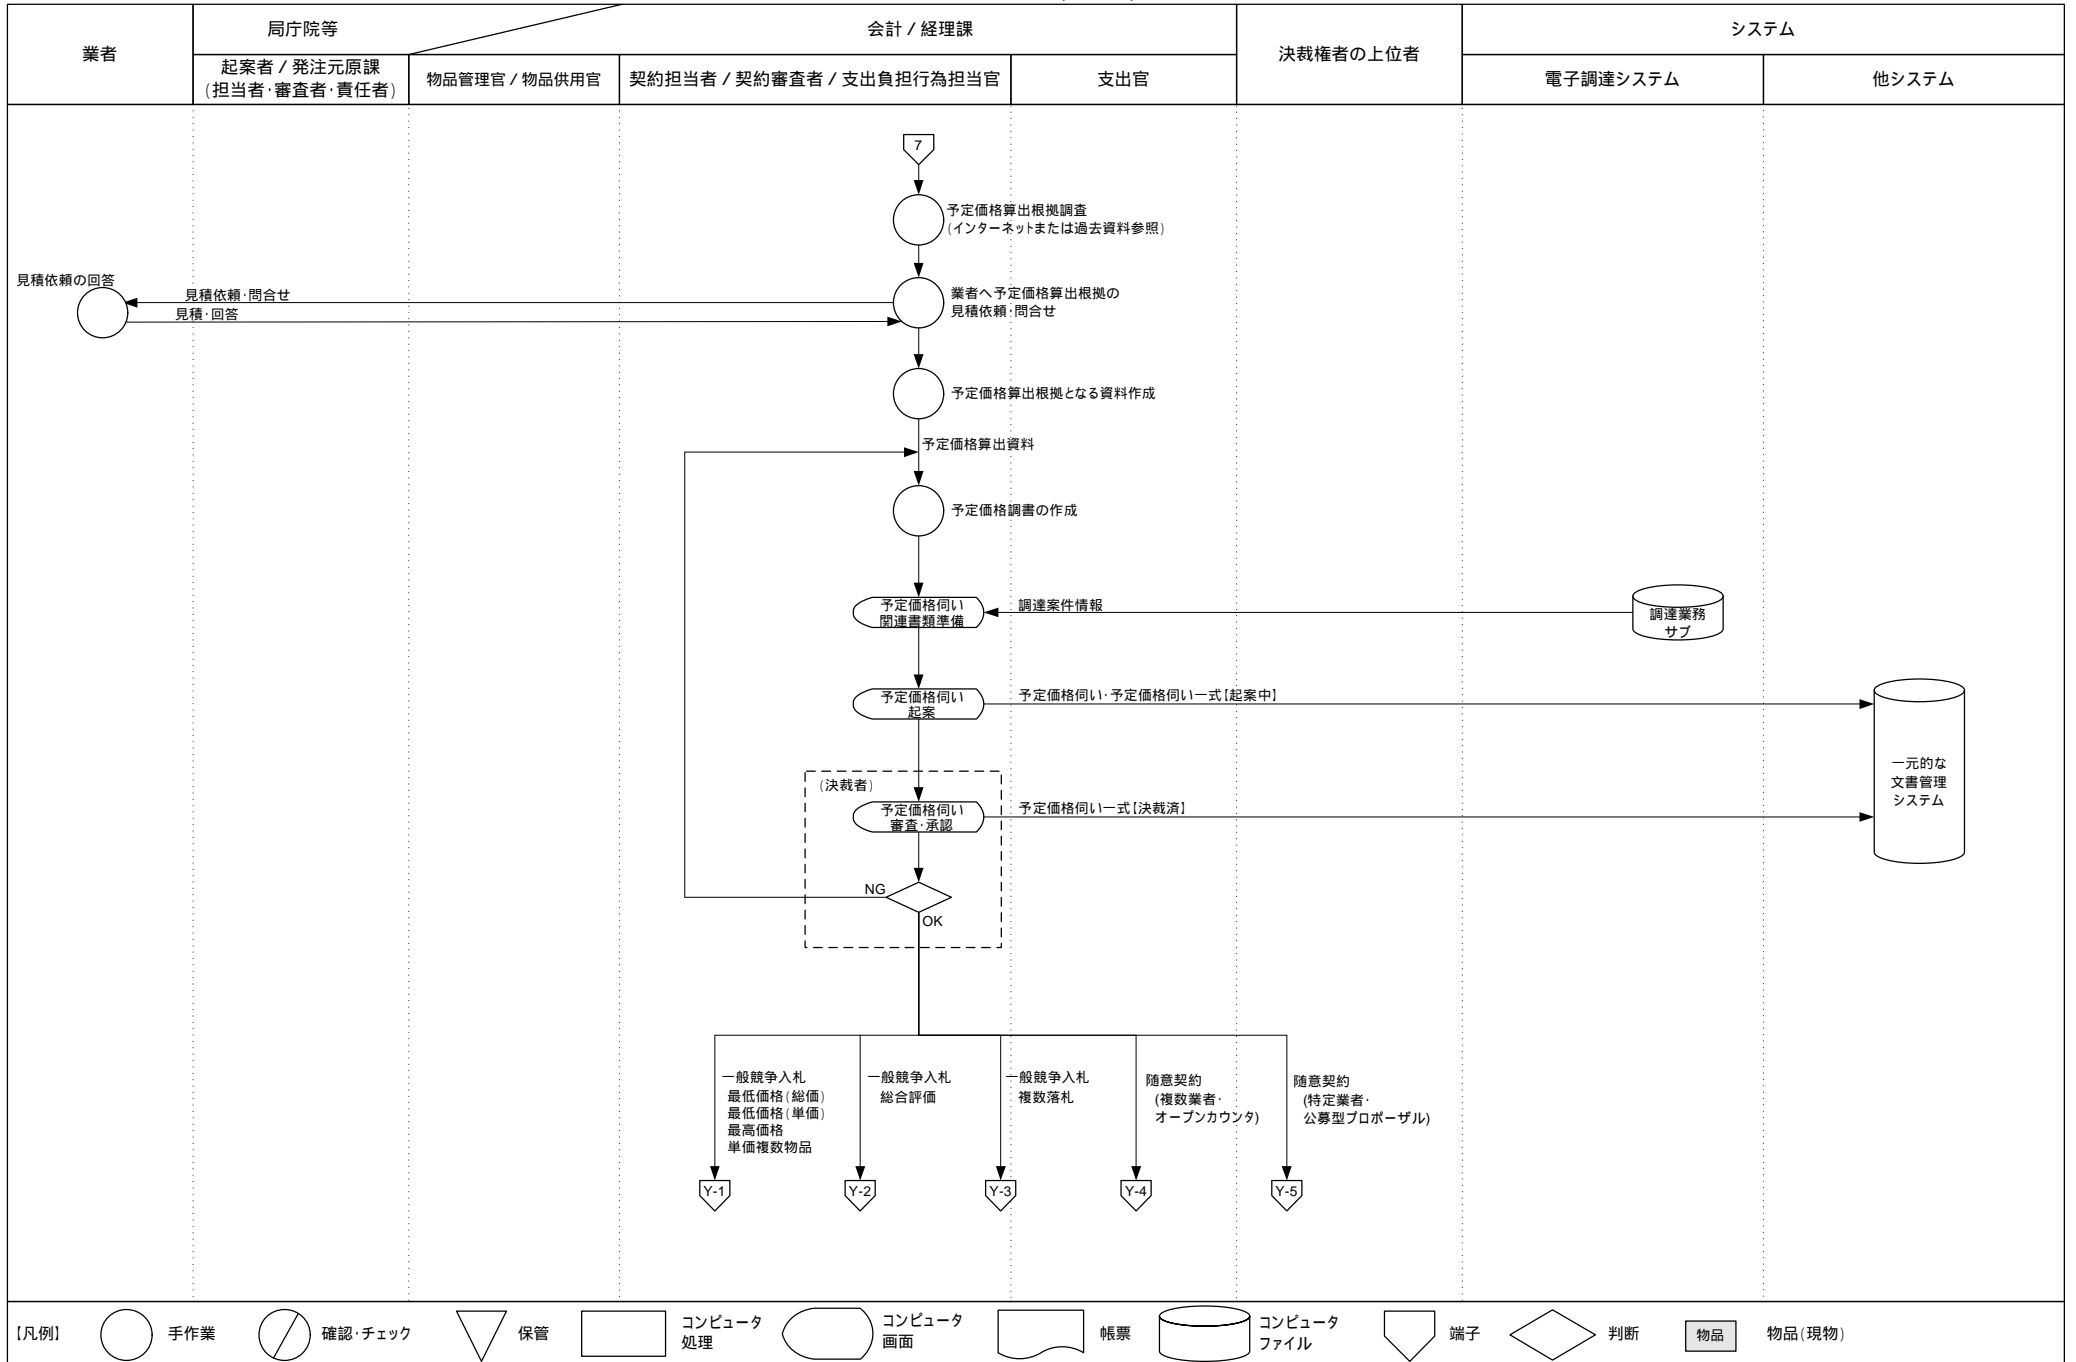 業者
局庁院等
会計 / 経理課
決裁権者の上位者
システム
起案者 / 発注元原課
(担当者･審査者･責任者)
物品管理官 / 物品供用官
契約担当者 / 契約審査者 / 支出負担行為担当官
支出官
電子調達システム
他システム
7
予定価格算出根拠調査
(インターネットまたは過去資料参照)
見積依頼の回答
見積依頼･問合せ
見積･回答
業者へ予定価格算出根拠の
見積依頼･問合せ
予定価格算出根拠となる資料作成
予定価格算出資料
予定価格調書の作成
予定価格伺い
関連書類準備
調達案件情報
調達業務
サブ
予定価格伺い
起案
予定価格伺い･予定価格伺い一式【起案中】
一元的な
文書管理
システム
(決裁者)
予定価格伺い
審査･承認
予定価格伺い一式【決裁済】
NG
OK
一般競争入札
最低価格(総価)
最低価格(単価)
最高価格
単価複数物品
一般競争入札
総合評価
一般競争入札
複数落札
随意契約
(複数業者･
オープンカウンタ)
随意契約
(特定業者･
公募型プロポーザル)
Y-1
Y-2
Y-3
Y-4
Y-5
【凡例】
手作業
確認･チェック
保管
コンピュータ
処理
コンピュータ
画面
帳票
コンピュータ
ファイル
端子
判断
物品
物品(現物)